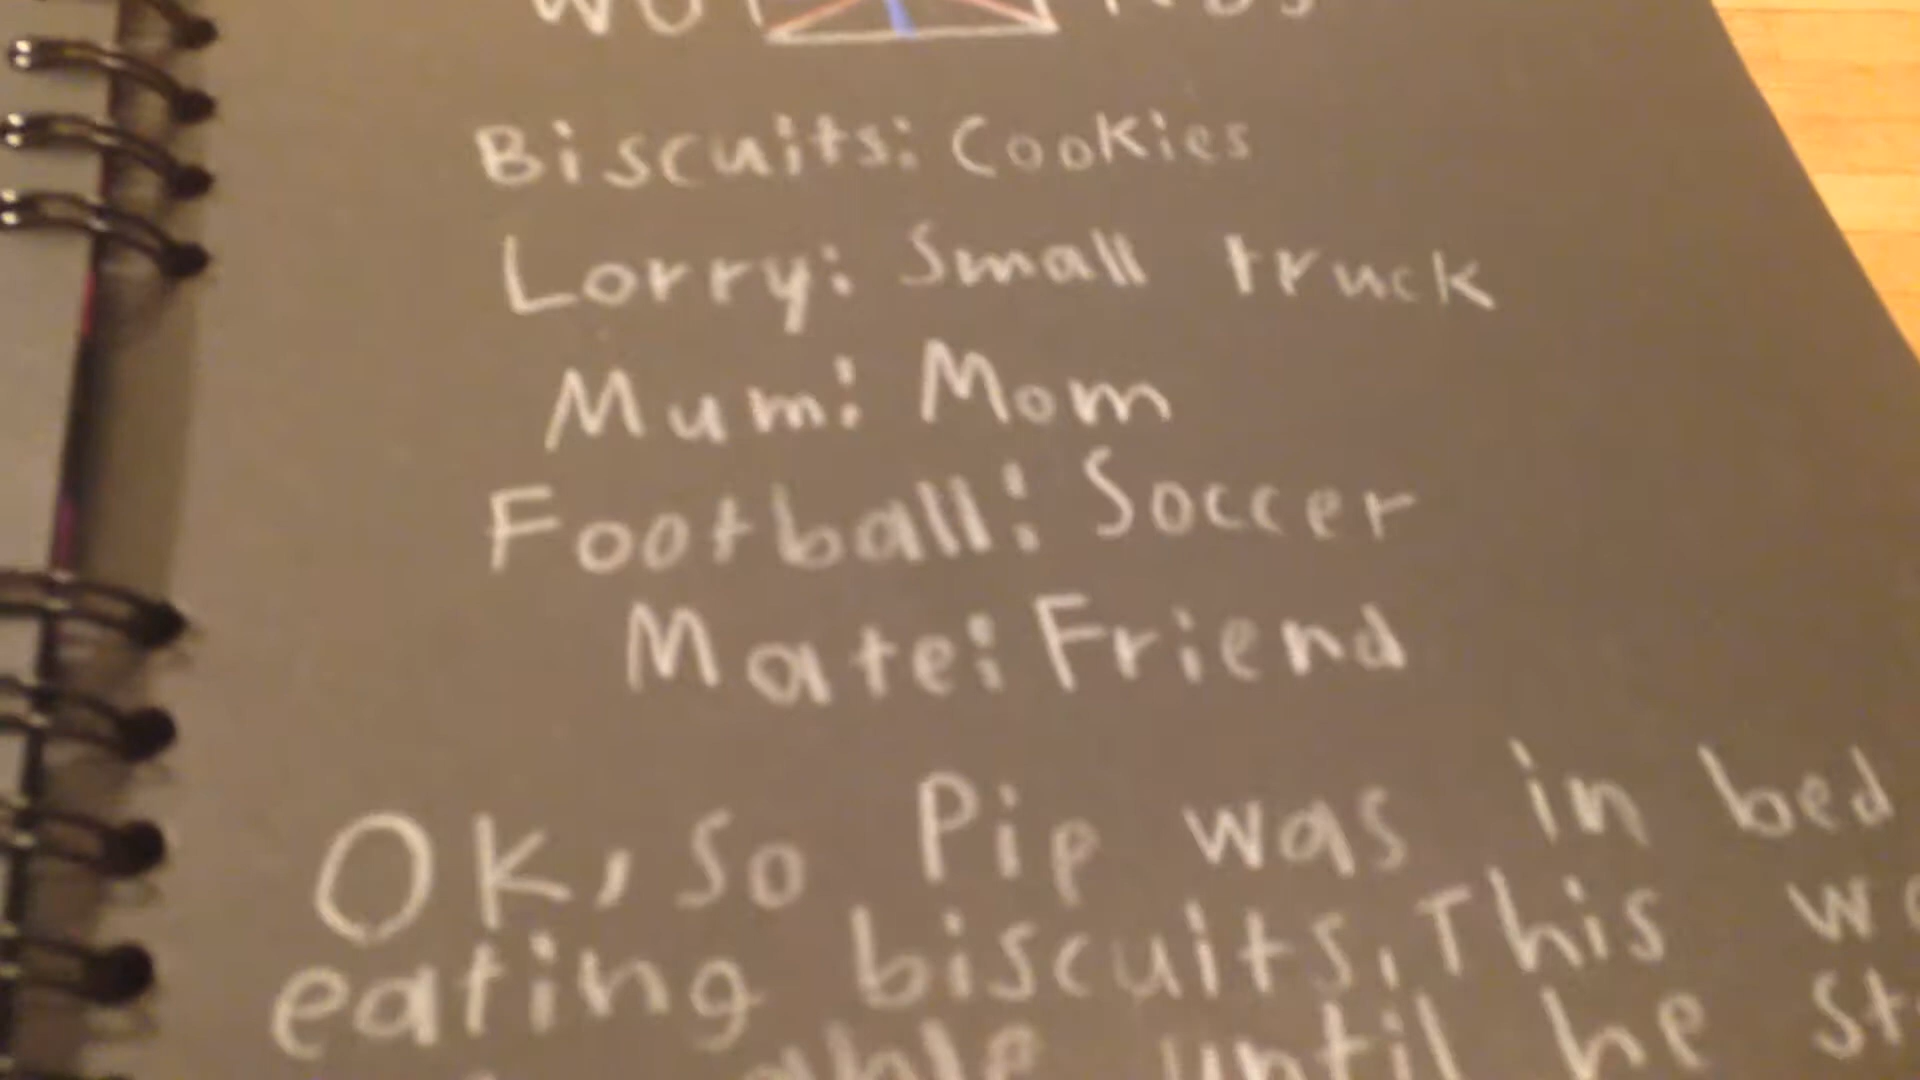 Biscuits: Cookies
Lorry: Small truck
Mum: Mom
Football: Soccer
Mate: Friend
OK, So Pip was in bed
eating biscuits. This
until he